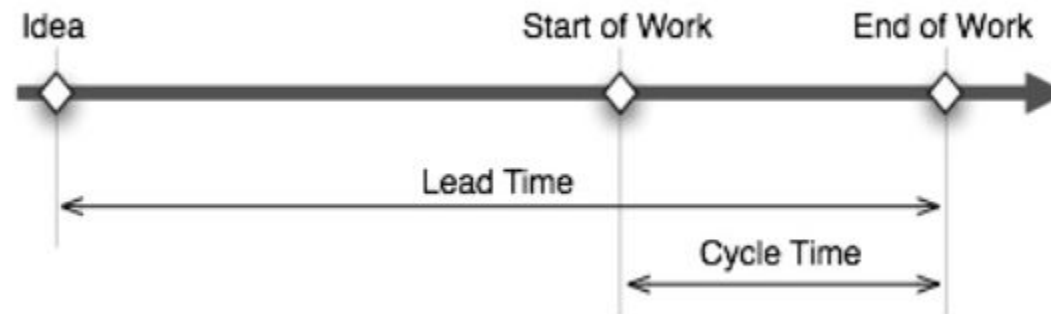 Idea
Start of Work
End of Work
Lead Time
Cycle Time